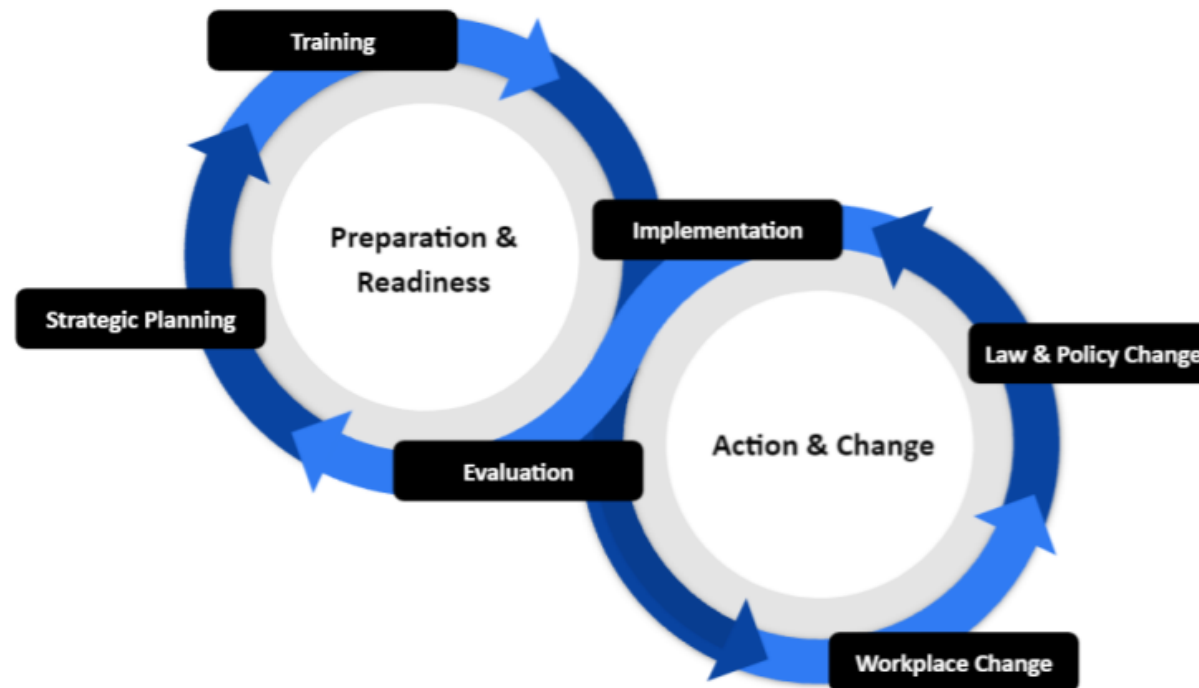 Training
Preparation &
Readiness
Implementation
Strategic Planning
Law & Policy Change
Action & Change
Evaluation
Workplace Change